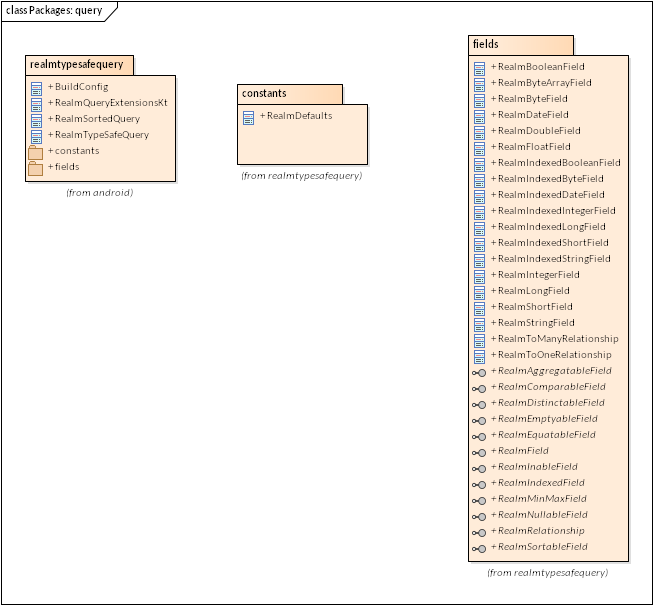 class Packages: query
realmtypesafequery
+ BuildConfig
+ RealmQueryExtensionsKt
+ RealmSortedQuery
+ RealmTypeSafeQuery
+ constants
+ fields
(from android)
constants
+ RealmDefaults
(from realmtypesafequery)
fields
+ RealmBooleanField
+ RealmByteArrayField
+ RealmByteField
+ RealmDateField
+ RealmDoubleField
+ RealmFloatField
+ RealmIndexedBooleanField
+ RealmIndexedByteField
+ RealmIndexedDateField
+ RealmIndexedIntegerField
+ RealmIndexedLongField
+ RealmIndexedShortField
+ RealmIndexedStringField
+ RealmIntegerField
+ RealmLongField
+ RealmShortField
+ RealmStringField
+ RealmToManyRelationship
+ RealmToOneRelationship
+ RealmAggregatableField
+ RealmComparableField
+ RealmDistinctableField
+ RealmEmptyableField
+ RealmEquatableField
+ RealmField
+ RealmInableField
+ RealmIndexedField
+ RealmMinMaxField
+ RealmNullableField
+ RealmRelationship
+ RealmSortableField
(from realmtypesafequery)